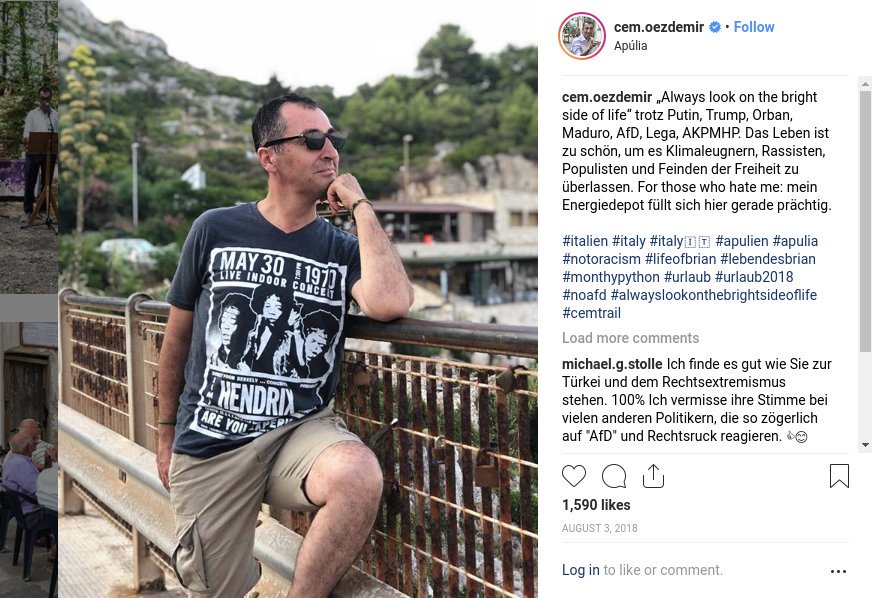 cem.oezdemir • Follow
Apúlia
cem.oezdemir „Always look on the bright
side of life“ trotz Putin, Trump, Orban,
Maduro, AfD, Lega, AKPMHP. Das Leben ist
zu schön, um es Klimaleugnern, Rassisten,
Populisten und Feinden der Freiheit zu
überlassen. For those who hate me: mein
Energiedepot füllt sich hier gerade prächtig.
#italien #italy #italy🇮🇹 #apulien #apulia
#notoracism #lifeofbrian #lebendesbrian
#monthypython #urlaub #urlaub2018
#noafd #alwayslookonthebrightsideoflife
#cemtrail
Load more comments
michael.g.stolle Ich finde es gut wie Sie zur
Türkei und dem Rechtsextremismus
stehen. 100% Ich vermisse ihre Stimme bei
vielen anderen Politikern, die so zögerlich
auf "AfD" und Rechtsruck reagieren. 👍😊
1,590 likes
AUGUST 3, 2018
Log in to like or comment.
MAY 30 1970
LIVE INDOOR CONCERT
HENDRIX
ARE YOU